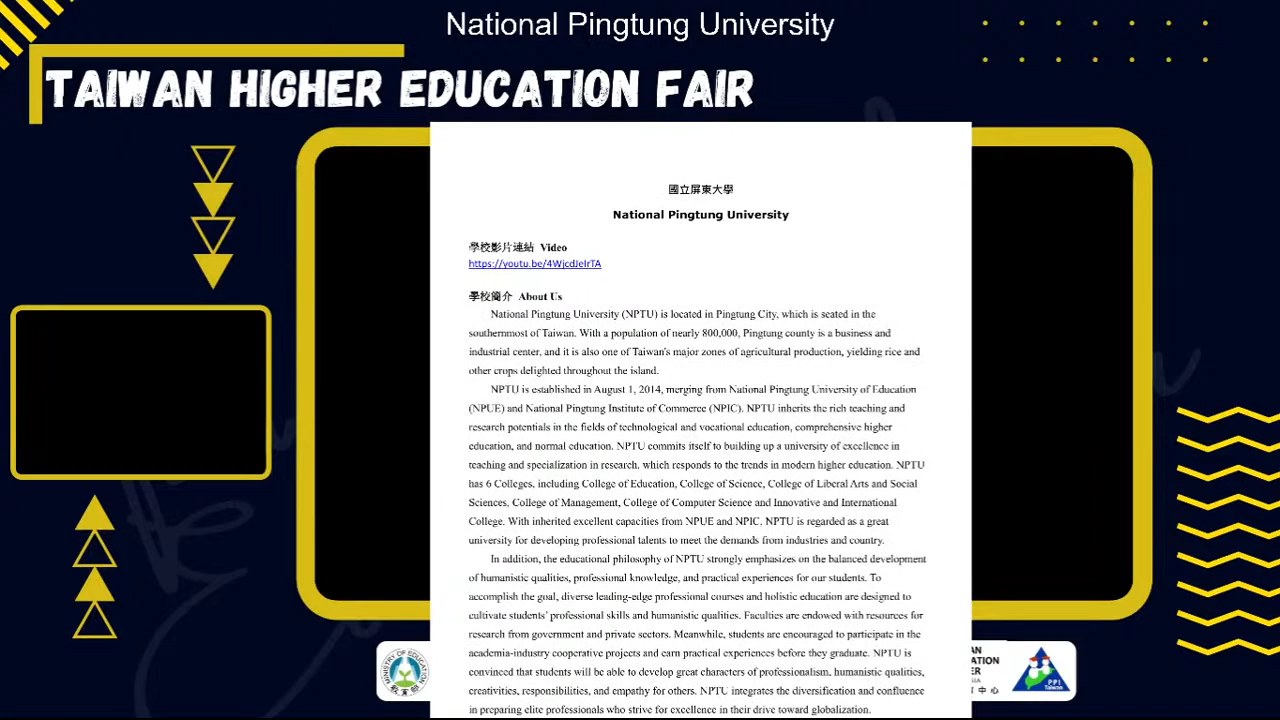 National Pingtung University
TAIWAN HIGHER EDUCATION FAIR
國立屏東大學
National Pingtung University
學校影片連結 Video
https://youtu.be/4WjcdJeIrTA
學校簡介 About Us
National Pingtung University (NPTU) is located in Pingtung City, which is seated in the
southernmost of Taiwan. With a population of nearly 800,000, Pingtung county is a business and
industrial center, and it is also one of Taiwan's major zones of agricultural production, yielding rice and
other crops delighted throughout the island.
NPTU is established in August 1, 2014, merging from National Pingtung University of Education
(NPUE) and National Pingtung Institute of Commerce (NPIC). NPTU inherits the rich teaching and
research potentials in the fields of technological and vocational education, comprehensive higher
education, and normal education. NPTU commits itself to building up a university of excellence in
teaching and specialization in research, which responds to the trends in modern higher education. NPTU
has 6 Colleges, including College of Education, College of Science, College of Liberal Arts and Social
Sciences, College of Management, College of Computer Science and Innovative and International
College. With inherited excellent capacities from NPUE and NPIC, NPTU is regarded as a great
university for developing professional talents to meet the demands from industries and country.
In addition, the educational philosophy of NPTU strongly emphasizes on the balanced development
of humanistic qualities, professional knowledge, and practical experiences for our students. To
accomplish the goal, diverse leading-edge professional courses and holistic education are designed to
cultivate students' professional skills and humanistic qualities. Faculties are endowed with resources for
research from government and private sectors. Meanwhile, students are encouraged to participate in the
academia-industry cooperative projects and earn practical experiences before they graduate. NPTU is
convinced that students will be able to develop great characters of professionalism, humanistic qualities,
creativities, responsibilities, and empathy for others. NPTU integrates the diversification and confluence
in preparing elite professionals who strive for excellence in their drive toward globalization.
MINISTRY OF EDUCATION
教育部
AN
ATION
ER
SIA
中心
PPI
Taiwan